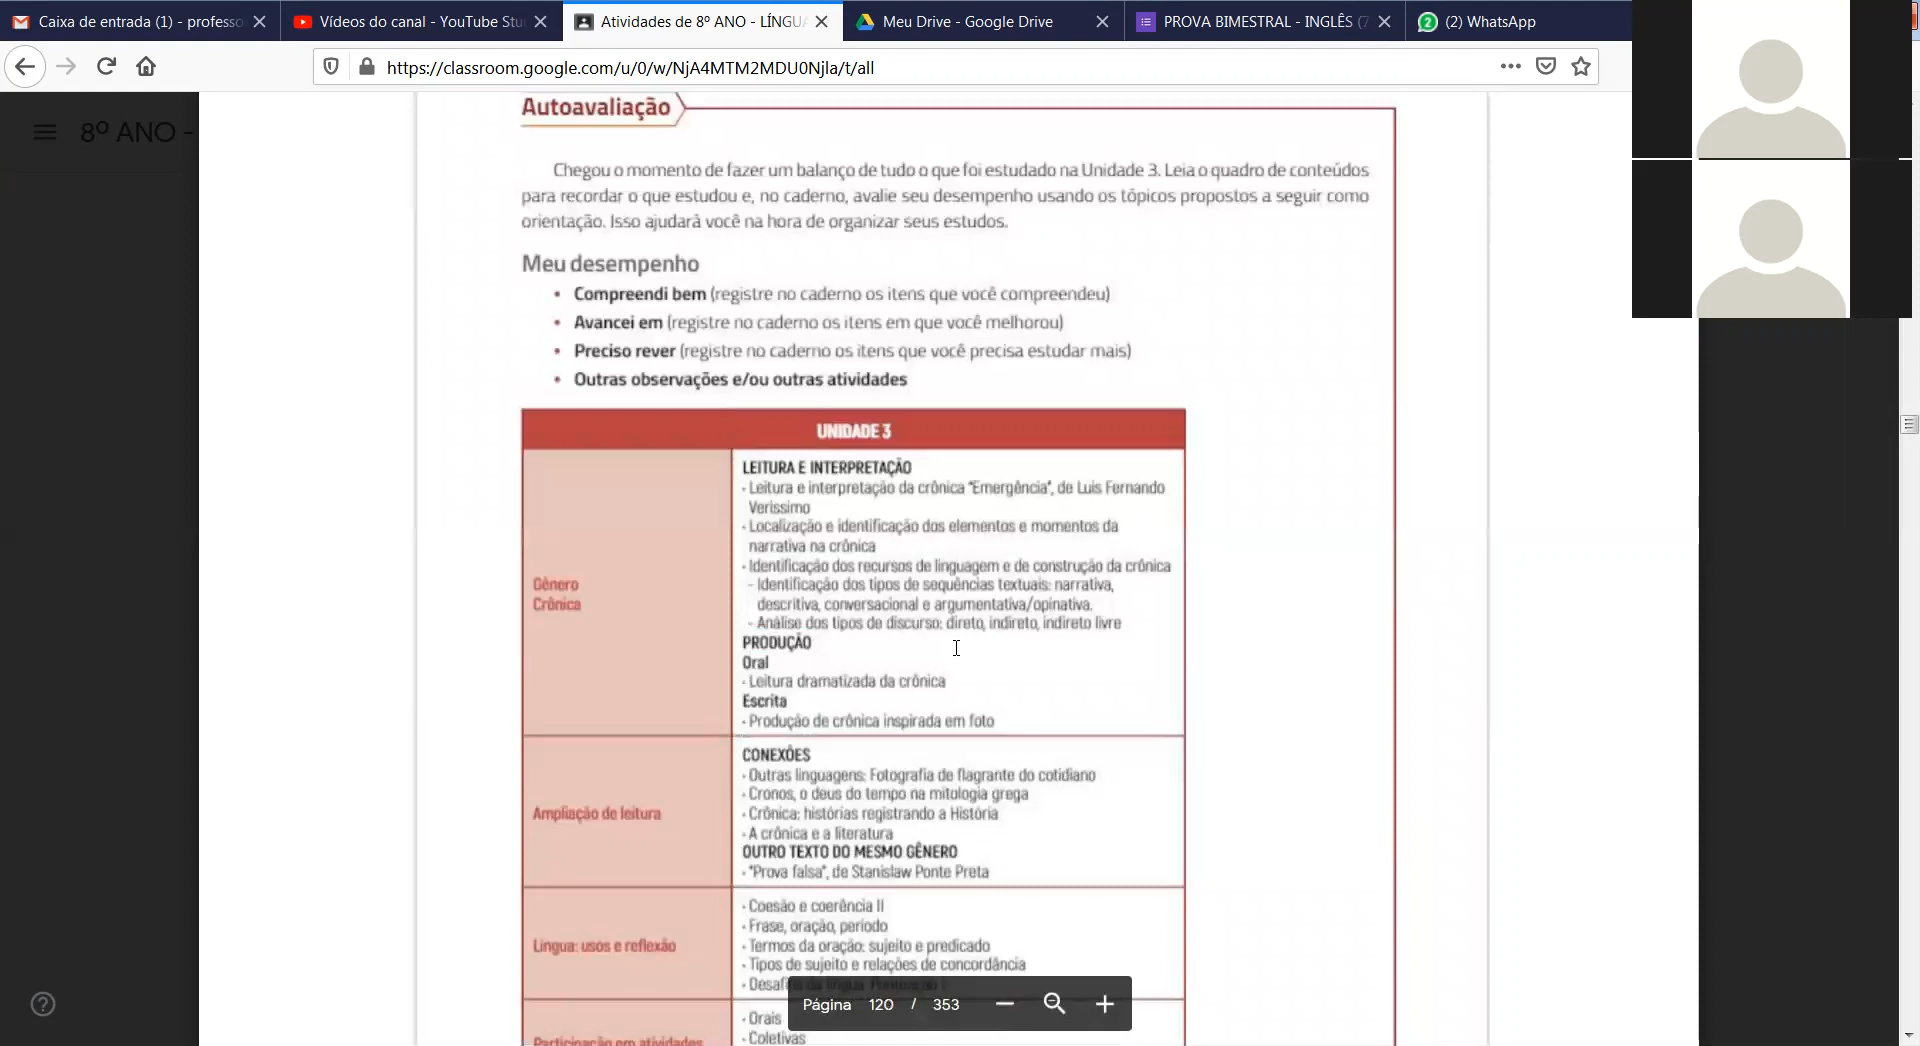 Caixa de entrada (1) - professo
Vídeos do canal - YouTube Stu
Atividades de 8º ANO - LÍNGUA
Meu Drive - Google Drive
PROVA BIMESTRAL - INGLÊS (7
(2) WhatsApp
https://classroom.google.com/u/0/w/NjA4MTM2MDU0Njla/t/all
8º ANO -
Autoavaliação
Chegou o momento de fazer um balanço de tudo o que foi estudado na Unidade 3. Leia o quadro de conteúdos
para recordar o que estudou e, no caderno, avalie seu desempenho usando os tópicos propostos a seguir como
orientação. Isso ajudará você na hora de organizar seus estudos.
Meu desempenho
• Compreendi bem (registre no caderno os itens que você compreendeu)
• Avancei em (registre no caderno os itens em que você melhorou)
• Preciso rever (registre no caderno os itens que você precisa estudar mais)
• Outras observações e/ou outras atividades
UNIDADE 3
Gênero
Crônica
LEITURA E INTERPRETAÇÃO
• Leitura e interpretação da crônica "Emergência", de Luis Fernando
Verissimo
• Localização e identificação dos elementos e momentos da
narrativa na crônica
• Identificação dos recursos de linguagem e de construção da crônica
– Identificação dos tipos de sequências textuais: narrativa,
descritiva, conversacional e argumentativa/opinativa.
– Análise dos tipos de discurso: direto, indireto, indireto livre
PRODUÇÃO
Oral
• Leitura dramatizada da crônica
Escrita
• Produção de crônica inspirada em foto
Ampliação de leitura
CONEXÕES
• Outras linguagens: Fotografia de flagrante do cotidiano
• Cronos, o deus do tempo na mitologia grega
• Crônica: histórias registrando a História
• A crônica e a literatura
OUTRO TEXTO DO MESMO GÊNERO
• "Prova falsa", de Stanislaw Ponte Preta
Língua: usos e reflexão
• Coesão e coerência II
• Frase, oração, período
• Termos da oração: sujeito e predicado
• Tipos de sujeito e relações de concordância
• Desafios da língua: Pontuação I
Participação em atividades
• Orais
• Coletivas
Página 120 / 353